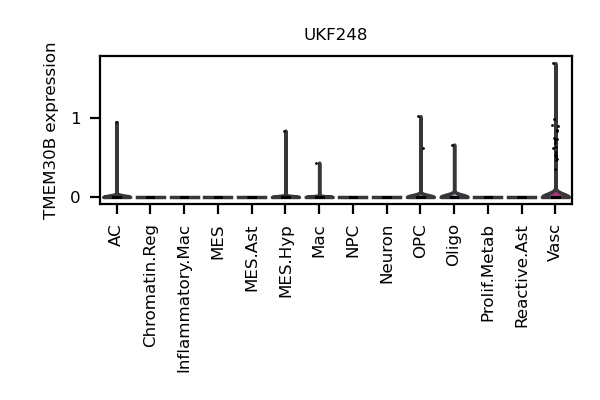 UKF248
TMEM30B expression
1
0
AC
Chromatin.Reg
Inflammatory.Mac
MES
MES.Ast
MES.Hyp
Mac
NPC
Neuron
OPC
Oligo
Prolif.Metab
Reactive.Ast
Vasc